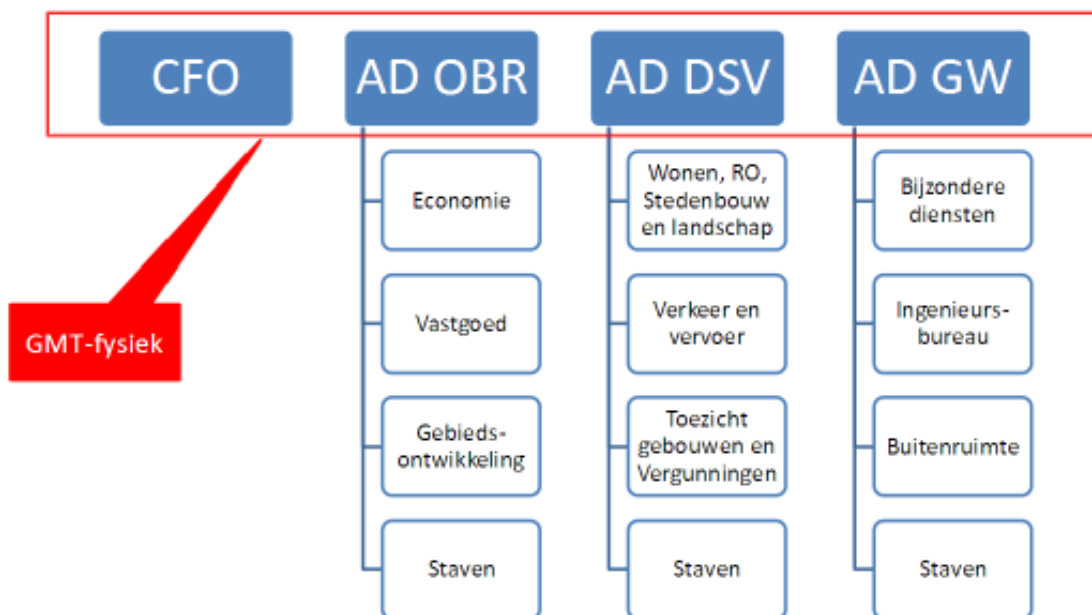 CFO
AD OBR
AD DSV
AD GW
GMT-fysiek
Economie
Vastgoed
Gebieds-
ontwikkeling
Staven
Wonen, RO,
Stedenbouw
en landschap
Verkeer en
vervoer
Toezicht
gebouwen en
Vergunningen
Staven
Bijzondere
diensten
Ingenieurs-
bureau
Buitenruimte
Staven